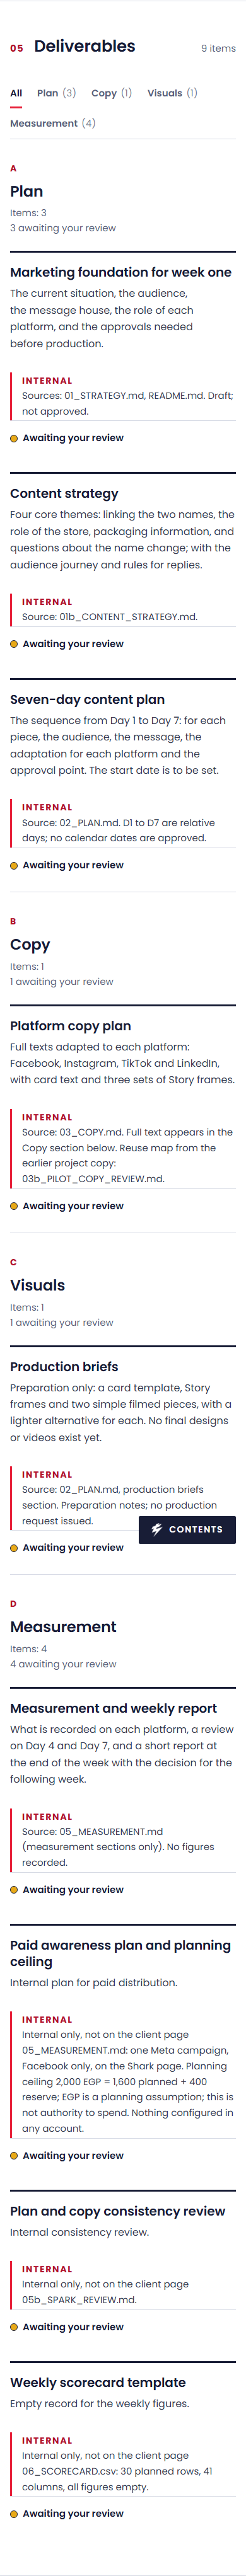 05 Deliverables 9 items
All Plan (3) Copy (1) Visuals (1)
Measurement (4)
A
Plan
Items: 3
3 awaiting your review
Marketing foundation for week one
The current situation, the audience,
the message house, the role of each
platform, and the approvals needed
before production.
INTERNAL
Sources: 01_STRATEGY.md, README.md. Draft;
not approved.
Awaiting your review
Content strategy
Four core themes: linking the two names, the
role of the store, packaging information, and
questions about the name change; with the
audience journey and rules for replies.
INTERNAL
Source: 01b_CONTENT_STRATEGY.md.
Awaiting your review
Seven-day content plan
The sequence from Day 1 to Day 7: for each
piece, the audience, the message, the
adaptation for each platform and the
approval point. The start date is to be set.
INTERNAL
Source: 02_PLAN.md. D1 to D7 are relative
days; no calendar dates are approved.
Awaiting your review
B
Copy
Items: 1
1 awaiting your review
Platform copy plan
Full texts adapted to each platform:
Facebook, Instagram, TikTok and LinkedIn,
with card text and three sets of Story frames.
INTERNAL
Source: 03_COPY.md. Full text appears in the
Copy section below. Reuse map from the
earlier project copy:
03b_PILOT_COPY_REVIEW.md.
Awaiting your review
C
Visuals
Items: 1
1 awaiting your review
Production briefs
Preparation only: a card template, Story
frames and two simple filmed pieces, with a
lighter alternative for each. No final designs
or videos exist yet.
INTERNAL
Source: 02_PLAN.md, production briefs
section. Preparation notes; no production
request issued.
CONTENTS
Awaiting your review
D
Measurement
Items: 4
4 awaiting your review
Measurement and weekly report
What is recorded on each platform, a review
on Day 4 and Day 7, and a short report at
the end of the week with the decision for the
following week.
INTERNAL
Source: 05_MEASUREMENT.md
(measurement sections only). No figures
recorded.
Awaiting your review
Paid awareness plan and planning
ceiling
Internal plan for paid distribution.
INTERNAL
Internal only, not on the client page
05_MEASUREMENT.md: one Meta campaign,
Facebook only, on the Shark page. Planning
ceiling 2,000 EGP = 1,600 planned + 400
reserve; EGP is a planning assumption; this is
not authority to spend. Nothing configured in
any account.
Awaiting your review
Plan and copy consistency review
Internal consistency review.
INTERNAL
Internal only, not on the client page
05b_SPARK_REVIEW.md.
Awaiting your review
Weekly scorecard template
Empty record for the weekly figures.
INTERNAL
Internal only, not on the client page
06_SCORECARD.csv: 30 planned rows, 41
columns, all figures empty.
Awaiting your review